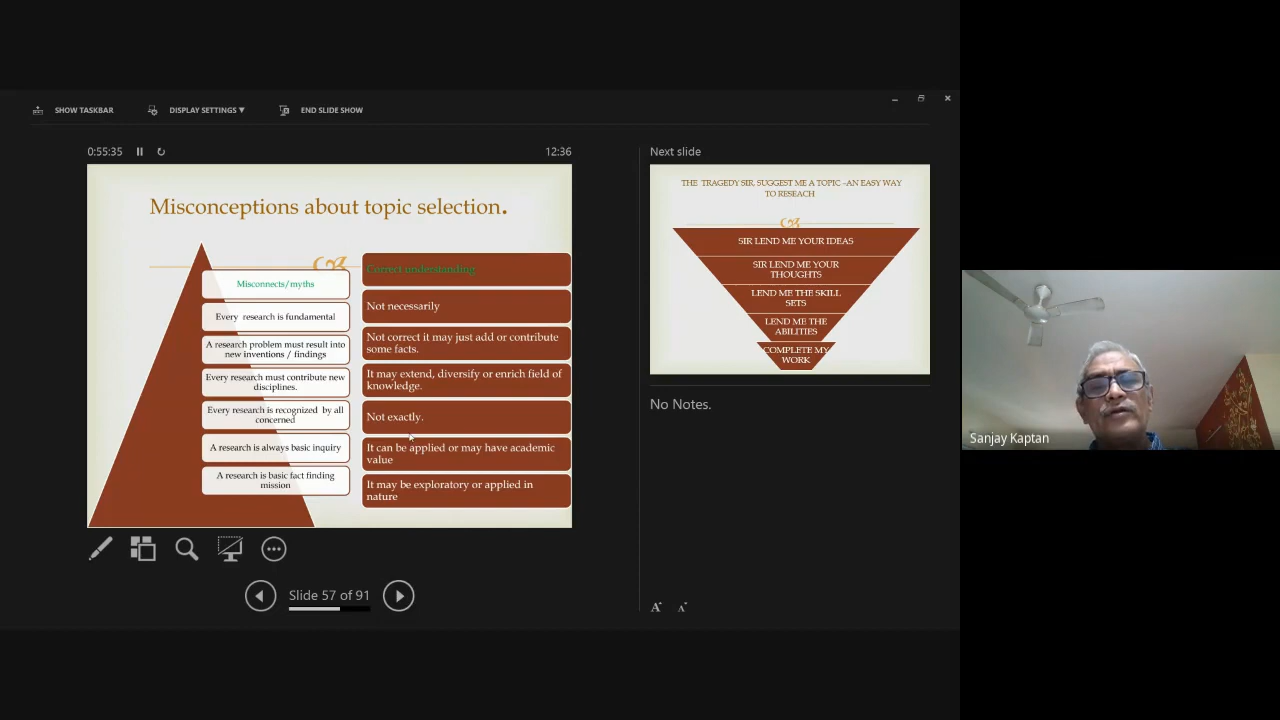 SHOW TASKBAR
DISPLAY SETTINGS ▼
END SLIDE SHOW
0:55:35
12:36
Misconceptions about topic selection.
Misconnects/myths
Correct understanding
Every research is fundamental
Not necessarily
A research problem must result into
new inventions / findings
Not correct it may just add or contribute
some facts.
Every research must contribute new
disciplines.
It may extend, diversify or enrich field of
knowledge.
Every research is recognized by all
concerned
Not exactly.
A research is always basic inquiry
It can be applied or may have academic
value
A research is basic fact finding
mission
It may be exploratory or applied in
nature
Slide 57 of 91
Next slide
THE TRAGEDY SIR, SUGGEST ME A TOPIC –AN EASY WAY
TO RESEACH
SIR LEND ME YOUR IDEAS
SIR LEND ME YOUR
THOUGHTS
LEND ME THE SKILL
SETS
LEND ME THE
ABILITIES
COMPLETE MY
WORK
No Notes.
A A
Sanjay Kaptan